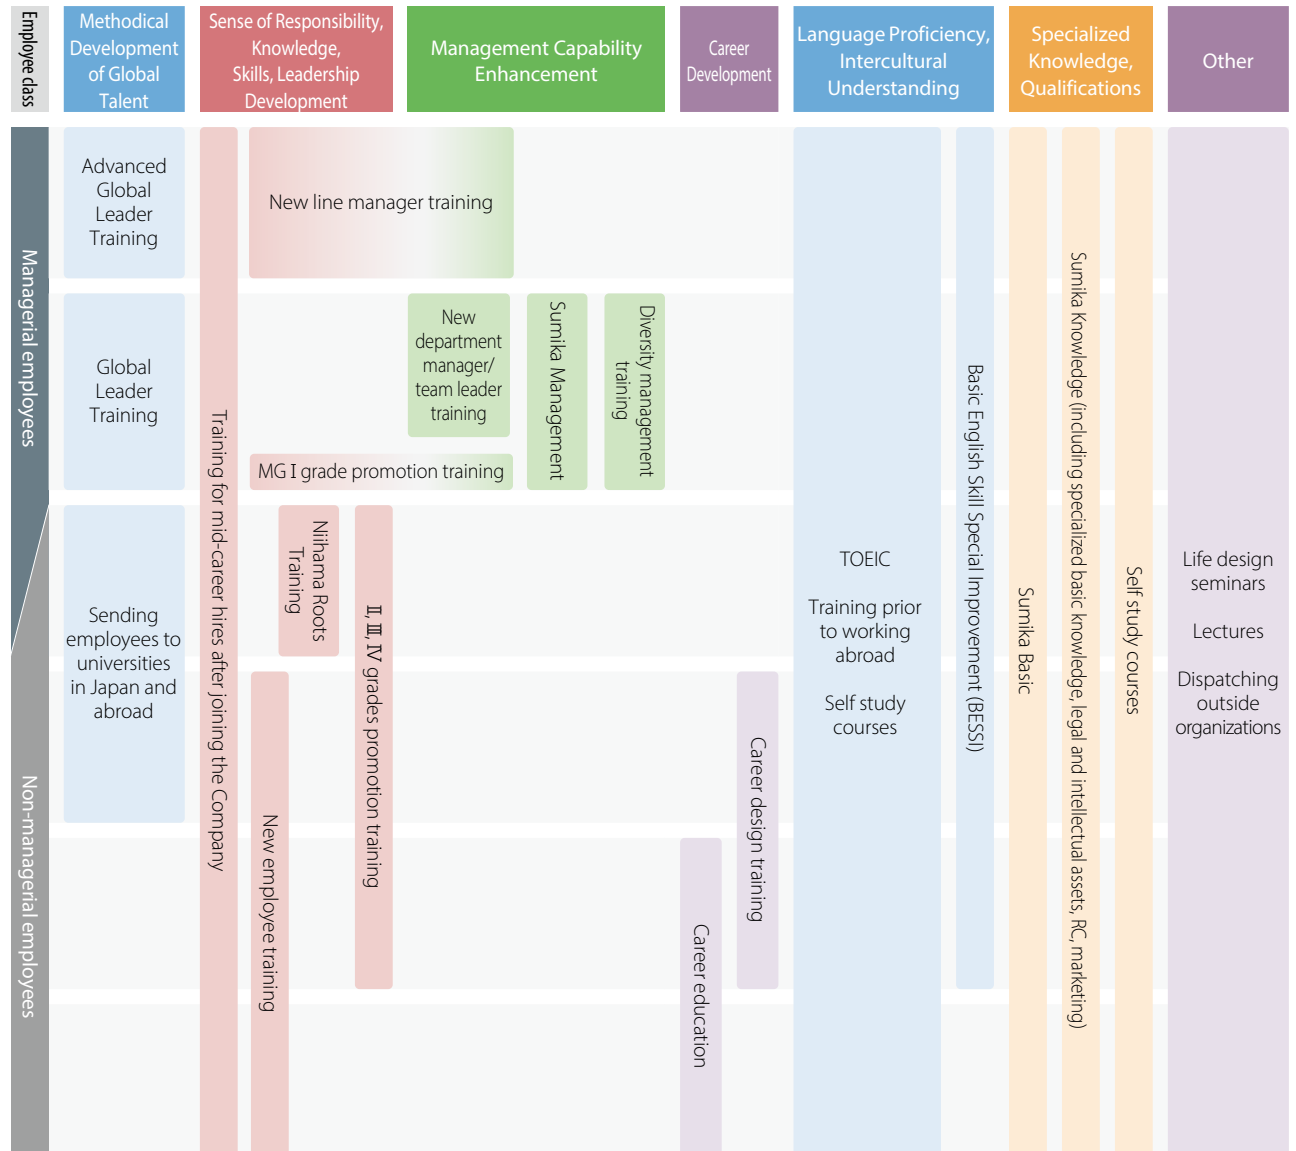 Employee class
Methodical
Development
of Global
Talent
Sense of Responsibility,
Knowledge,
Skills, Leadership
Development
Management Capability
Enhancement
Career
Development
Language Proficiency,
Intercultural
Understanding
Specialized
Knowledge,
Qualifications
Other
Managerial employees
Non-managerial employees
Advanced
Global
Leader
Training
Global
Leader
Training
Sending
employees to
universities
in Japan and
abroad
Training for mid-career hires after joining the Company
New line manager training
New
department
manager/
team leader
training
Sumika Management
Diversity management
training
MG I grade promotion training
Niihama Roots
Training
Ⅱ, Ⅲ, Ⅳ grades promotion training
New employee training
Career education
Career design training
TOEIC
Training prior
to working
abroad
Self study
courses
Basic English Skill Special Improvement (BESSI)
Sumika Basic
Sumika Knowledge (including specialized basic knowledge, legal and intellectual assets, RC, marketing)
Self study courses
Life design
seminars
Lectures
Dispatching
outside
organizations